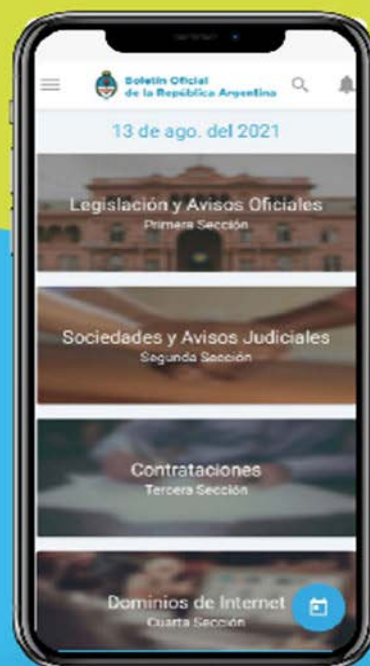 Boletín Oficial
de la República Argentina
13 de ago. del 2021
Legislación y Avisos Oficiales
Primera Sección
Sociedades y Avisos Judiciales
Segunda Sección
Contrataciones
Tercera Sección
Dominios de Internet
Cuarta Sección